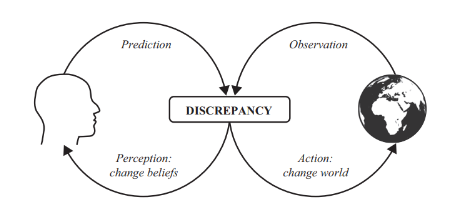 Prediction
Observation
DISCREPANCY
Perception:
change beliefs
Action:
change world